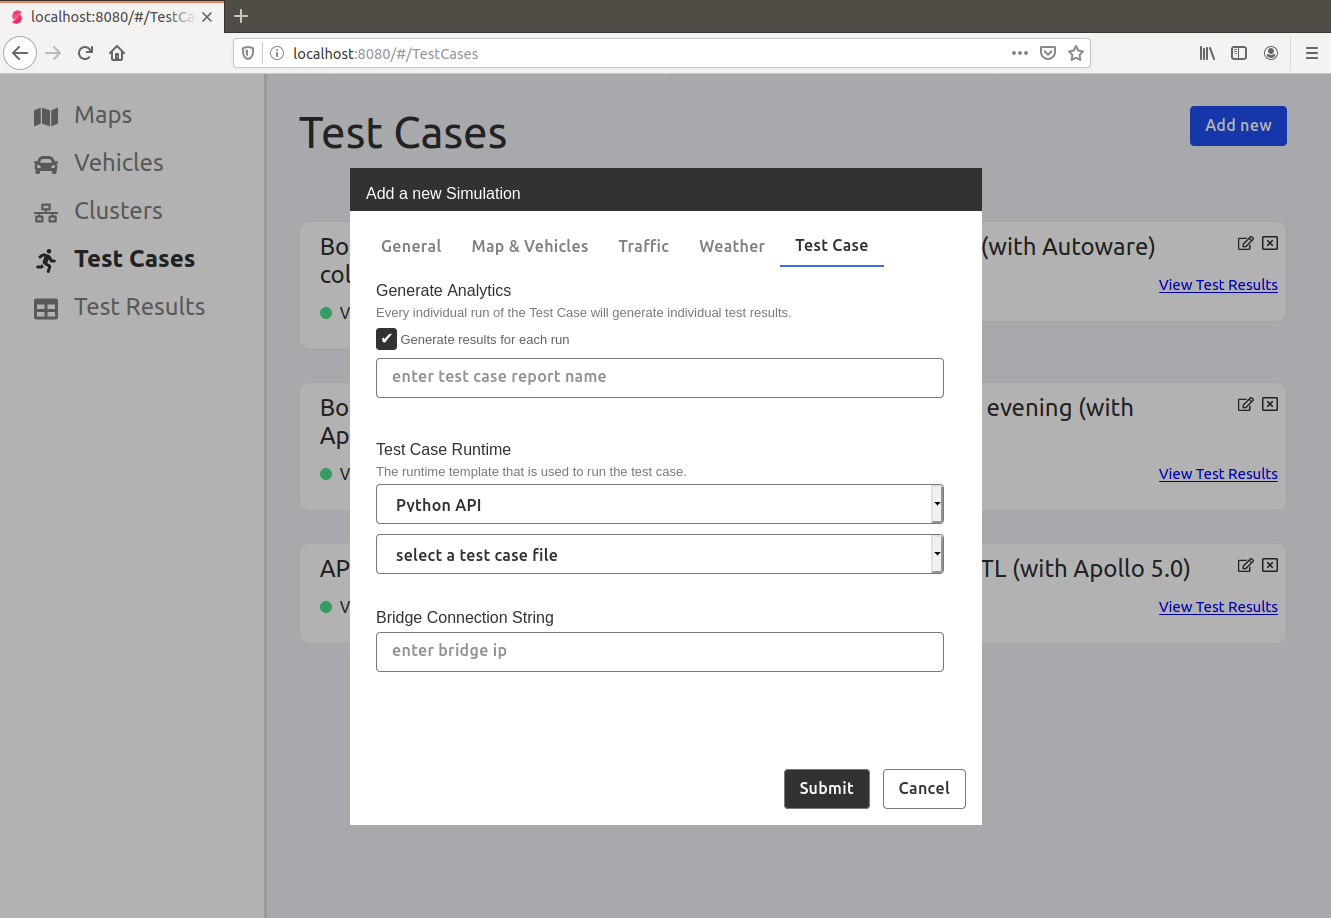 localhost:8080/#/TestCa
localhost:8080/#/TestCases
Maps
Vehicles
Clusters
Test Cases
Test Results
Test Cases
Add new
Add a new Simulation
General Map & Vehicles Traffic Weather Test Case
Generate Analytics
Every individual run of the Test Case will generate individual test results.
Generate results for each run
enter test case report name
Test Case Runtime
The runtime template that is used to run the test case.
Python API
select a test case file
Bridge Connection String
enter bridge ip
Submit Cancel
Bo
col
V
(with Autoware)
View Test Results
Bo
Ap
V
evening (with
View Test Results
AP
V
TL (with Apollo 5.0)
View Test Results